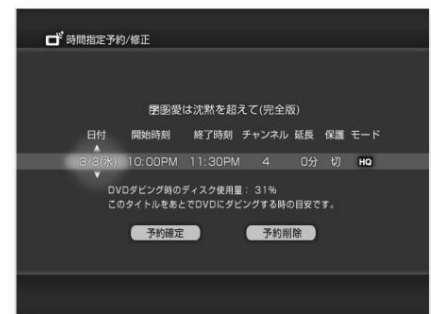 時間指定予約/修正
愛は沈黙を超えて(完全版)
日付 開始時刻 終了時刻 チャンネル 延長 保護 モード
3/3(水) 10:00PM 11:30PM 4 0分 切 HQ
DVDダビング時のディスク使用量： 31%
このタイトルをあとでDVDにダビングする時の目安です。
予約確定 予約削除